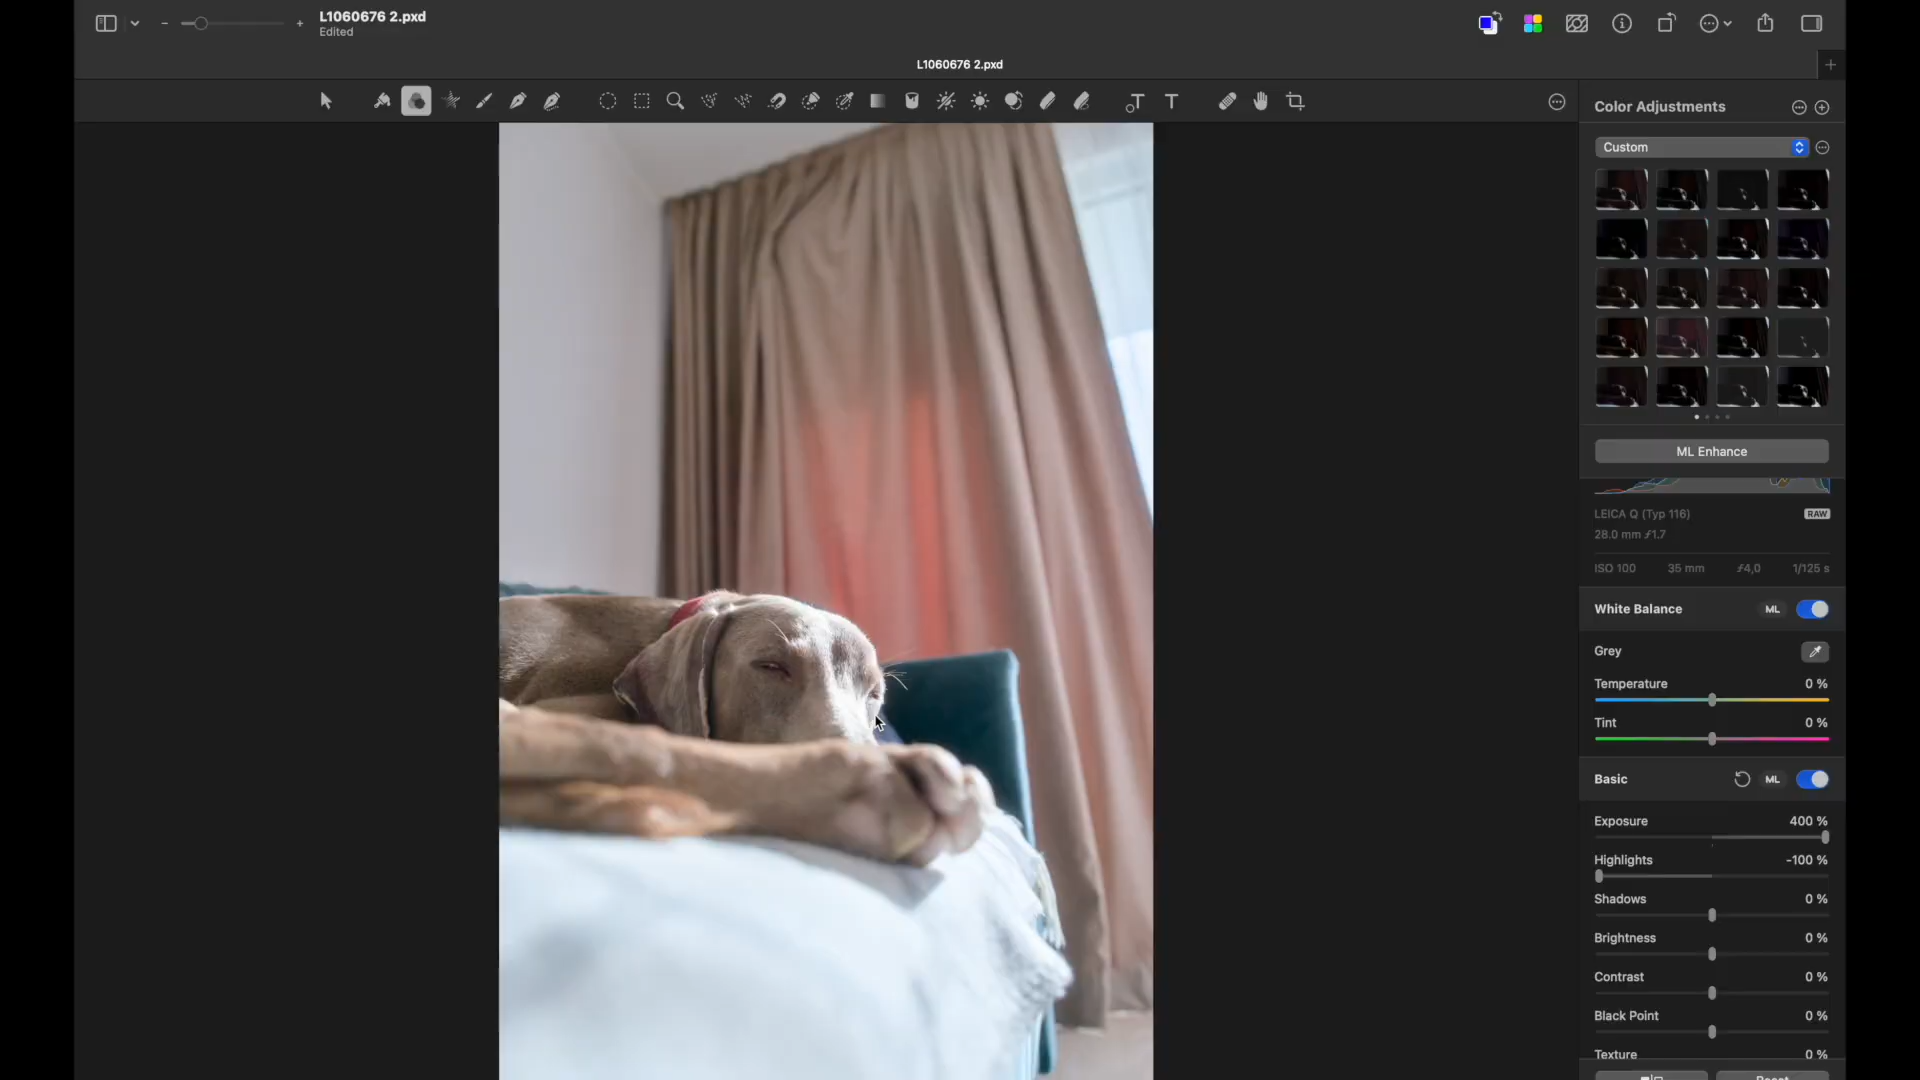 L1060676 2.pxd
Edited
L1060676 2.pxd
T T
Color Adjustments
Custom
ML Enhance
LEICA Q (Typ 116) RAW
28.0 mm ƒ1.7
ISO 100 35 mm ƒ4,0 1/125 s
White Balance ML
Grey
Temperature 0 %
Tint 0 %
Basic ML
Exposure 400 %
Highlights -100 %
Shadows 0 %
Brightness 0 %
Contrast 0 %
Black Point 0 %
Texture 0 %
Reset